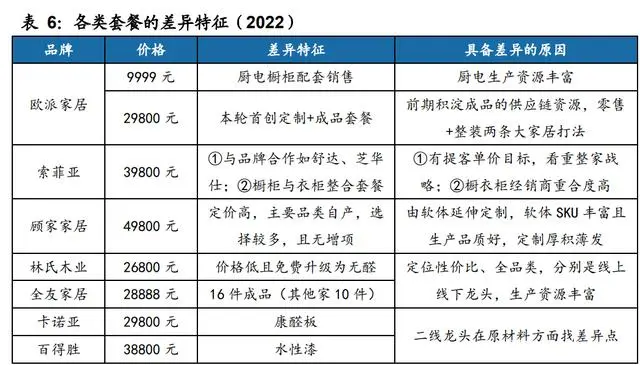 表 6：各类套餐的差异特征（2022）
品牌 价格 差异特征 具备差异的原因
欧派家居
9999 元 厨电橱柜配套销售 厨电生产资源丰富
29800 元 本轮首创定制+成品套餐 前期积淀成品的供应链资源，零售
+整装两条大家居打法
索菲亚 39800 元 ①与品牌合作如舒达、芝华
仕；②橱柜与衣柜整合套餐
①有提客单价目标，看重整家战
略；②橱衣柜经销商重合度高
顾家家居 49800 元 定价高，主要品类自产，选
择较多，且无增项
由软体延伸定制，软体 SKU 丰富且
生产品质好，定制厚积薄发
林氏木业 26800 元 价格低且免费升级为无醛
全友家居 28888 元 16 件成品（其他家 10 件）
定位性价比、全品类，分别是线上
线下龙头，生产资源丰富
卡诺亚 29800 元 康醛板
百得胜 38800 元 水性漆
二线龙头在原材料方面找差异点